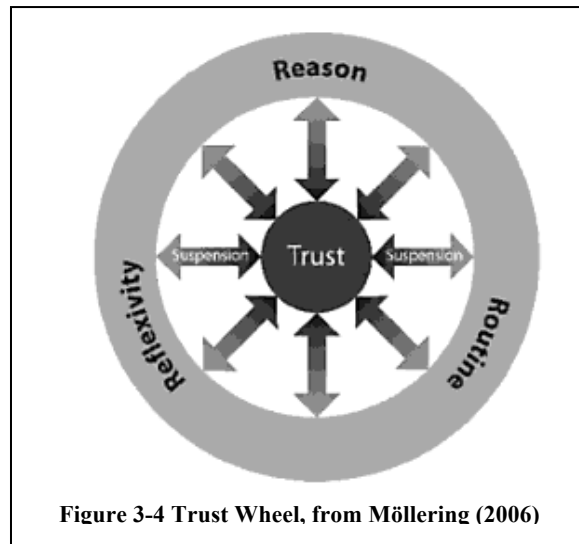 Reason
Suspension
Trust
Suspension
Reflexivity
Routine
Figure 3-4 Trust Wheel, from Möllering (2006)